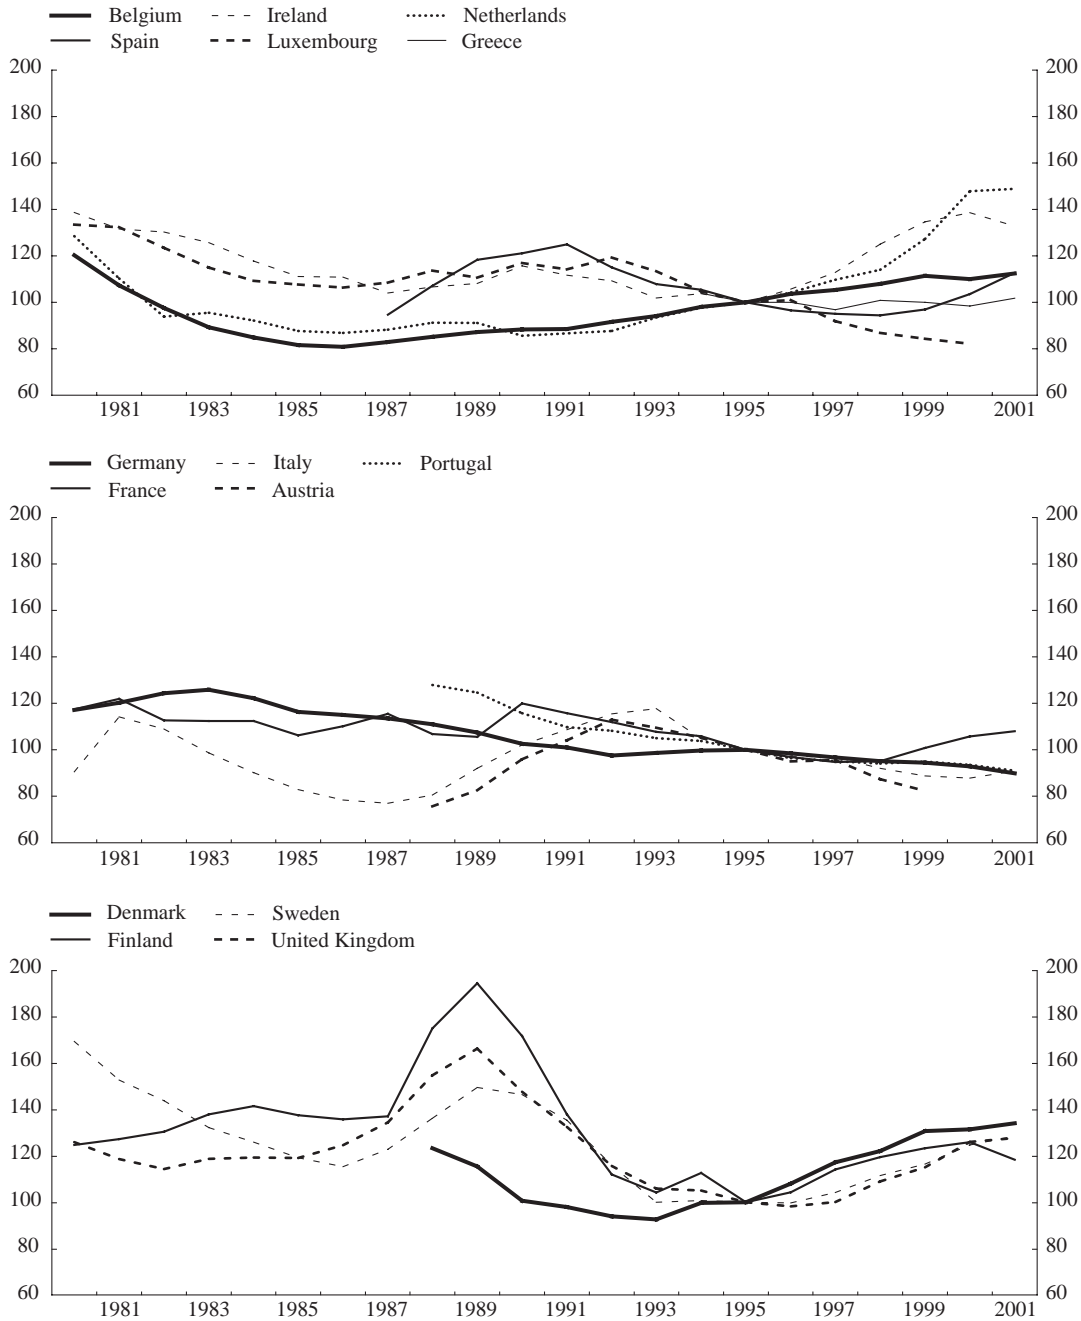 Belgium Ireland Netherlands
Spain Luxembourg Greece
200 200
180 180
160 160
140 140
120 120
100 100
80 80
60 60
1981 1983 1985 1987 1989 1991 1993 1995 1997 1999 2001
Germany Italy Portugal
France Austria
200 200
180 180
160 160
140 140
120 120
100 100
80 80
60 60
1981 1983 1985 1987 1989 1991 1993 1995 1997 1999 2001
Denmark Sweden
Finland United Kingdom
200 200
180 180
160 160
140 140
120 120
100 100
80 80
60 60
1981 1983 1985 1987 1989 1991 1993 1995 1997 1999 2001